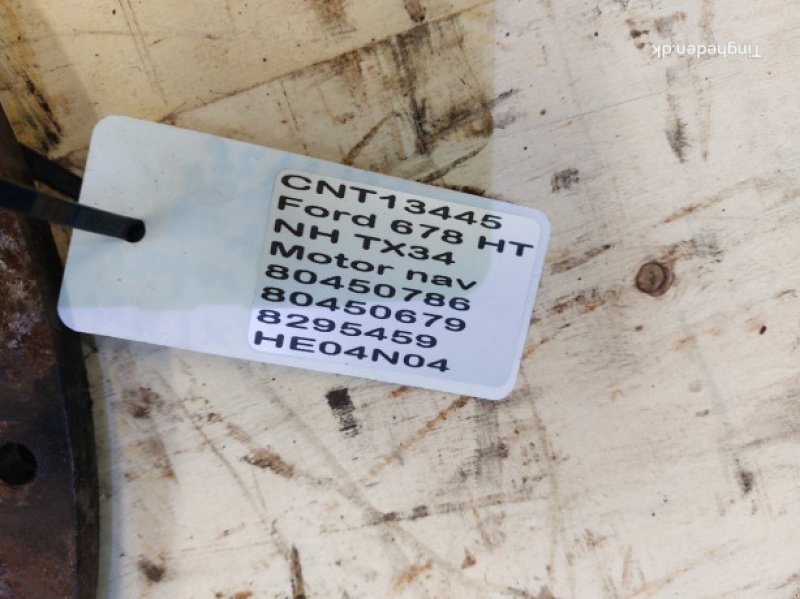 CNT13445
Ford 678 HT
NH TX34
Motor nav
80450786
80450679
8295459
HE04N04
Tingheden.dk